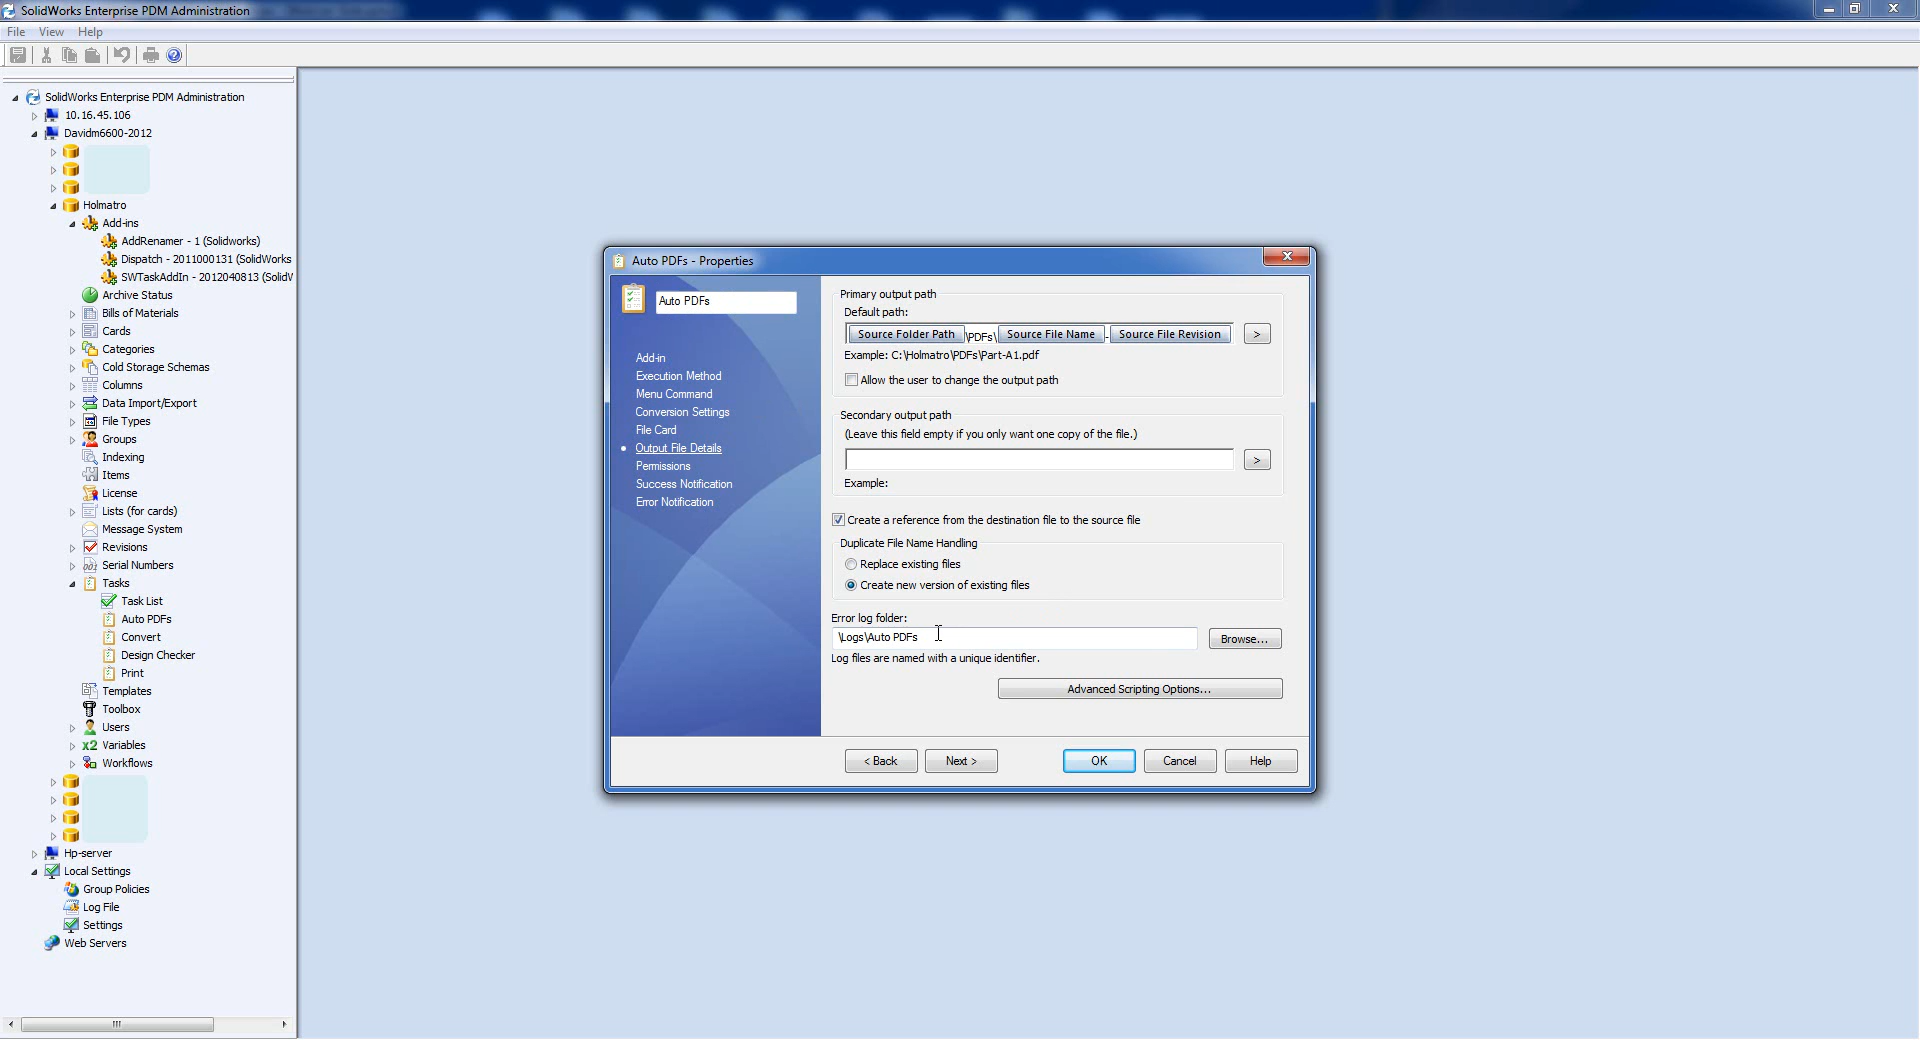 SolidWorks Enterprise PDM Administration
File View Help
SolidWorks Enterprise PDM Administration
10.16.45.106
Davidm6600-2012
Holmatro
Add-ins
AddRenamer - 1 (Solidworks)
Dispatch - 2011000131 (SolidWorks
SWTaskAddIn - 2012040813 (SolidW
Archive Status
Bills of Materials
Cards
Categories
Cold Storage Schemas
Columns
Data Import/Export
File Types
Groups
Indexing
Items
License
Lists (for cards)
Message System
Revisions
Serial Numbers
Tasks
Task List
Auto PDFs
Convert
Design Checker
Print
Templates
Toolbox
Users
x2 Variables
Workflows
Hp-server
Local Settings
Group Policies
Log File
Settings
Web Servers
Auto PDFs - Properties
Auto PDFs
Add-in
Execution Method
Menu Command
Conversion Settings
File Card
Output File Details
Permissions
Success Notification
Error Notification
Primary output path
Default path:
Source Folder Path \PDFs\ Source File Name - Source File Revision >
Example: C:\Holmatro\PDFs\Part-A1.pdf
Allow the user to change the output path
Secondary output path
(Leave this field empty if you only want one copy of the file.)
>
Example:
Create a reference from the destination file to the source file
Duplicate File Name Handling
Replace existing files
Create new version of existing files
Error log folder:
\Logs\Auto PDFs Browse...
Log files are named with a unique identifier.
Advanced Scripting Options...
< Back Next > OK Cancel Help